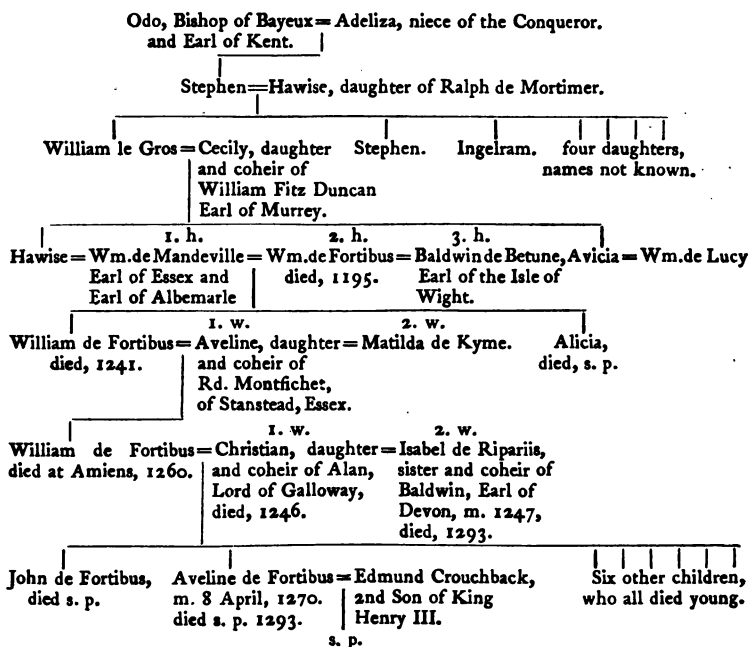 Odo, Bishop of Bayeux = Adeliza, niece of the Conqueror.
and Earl of Kent.
Stephen = Hawise, daughter of Ralph de Mortimer.
William le Gros = Cecily, daughter Stephen. Ingelram. four daughters,
and coheir of names not known.
William Fitz Duncan
Earl of Murrey.
1. h. 2. h. 3. h.
Hawise = Wm. de Mandeville = Wm. de Fortibus = Baldwin de Betune, Avicia = Wm. de Lucy
Earl of Essex and died, 1195. Earl of the Isle of
Earl of Albemarle Wight.
1. w. 2. w.
William de Fortibus = Aveline, daughter = Matilda de Kyme. Alicia,
died, 1241. and coheir of died, s. p.
Rd. Montfichet,
of Stanstead, Essex.
1. w. 2. w.
William de Fortibus = Christian, daughter = Isabel de Ripariis,
died at Amiens, 1260. and coheir of Alan, sister and coheir of
Lord of Galloway, Baldwin, Earl of
died, 1246. Devon, m. 1247,
died, 1293.
John de Fortibus, Aveline de Fortibus = Edmund Crouchback, Six other children,
died s. p. m. 8 April, 1270. 2nd Son of King who all died young.
died s. p. 1293. Henry III.
s. p.